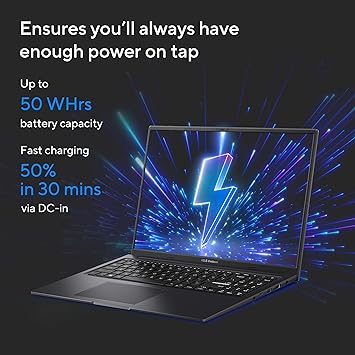 Ensures you'll always have
enough power on tap
Up to
50 WHrs
battery capacity
Fast charging
50%
in 30 mins
via DC-in